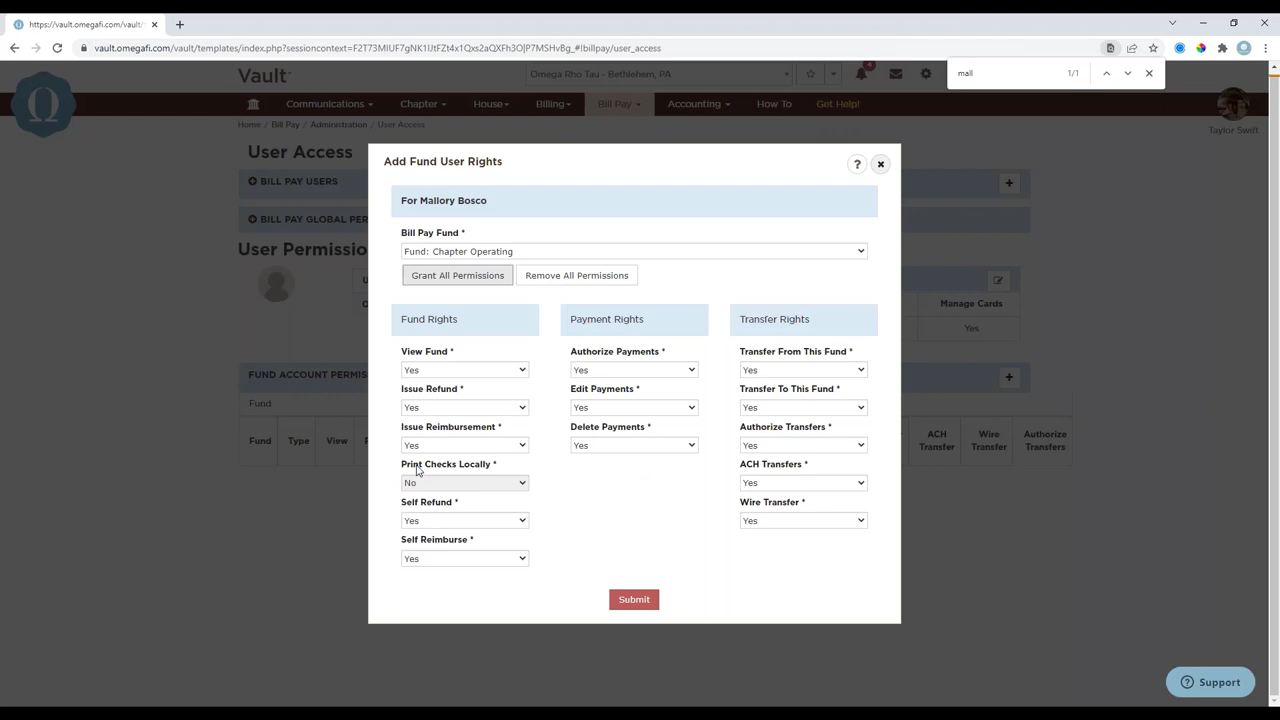 https://vault.omegafi.com/vault/
vault.omegafi.com/vault/templates/index.php?sessioncontext=F2T73MIUF7gNK1IJtFZt4x1Qxs2aQXFh3OJP7MSHvBg_#!billpay/user_access
mall 1/1
Vault
Omega Rho Tau - Bethlehem, PA
Communications Chapter House Billing Bill Pay Accounting How To Get Help!
Home / Bill Pay / Administration / User Access
Taylor Swift
User Access
BILL PAY USERS
BILL PAY GLOBAL PER
User Permissio
Manage Cards
Yes
FUND ACCOUNT PERMIS
Fund
Fund Type View ACH Transfer Wire Transfer Authorize Transfers
Add Fund User Rights
?
For Mallory Bosco
Bill Pay Fund *
Fund: Chapter Operating
Grant All Permissions Remove All Permissions
Fund Rights Payment Rights Transfer Rights
View Fund * Authorize Payments * Transfer From This Fund *
Yes Yes Yes
Issue Refund * Edit Payments * Transfer To This Fund *
Yes Yes Yes
Issue Reimbursement * Delete Payments * Authorize Transfers *
Yes Yes Yes
Print Checks Locally * ACH Transfers *
No Yes
Self Refund * Wire Transfer *
Yes Yes
Self Reimburse *
Yes
Submit
Support